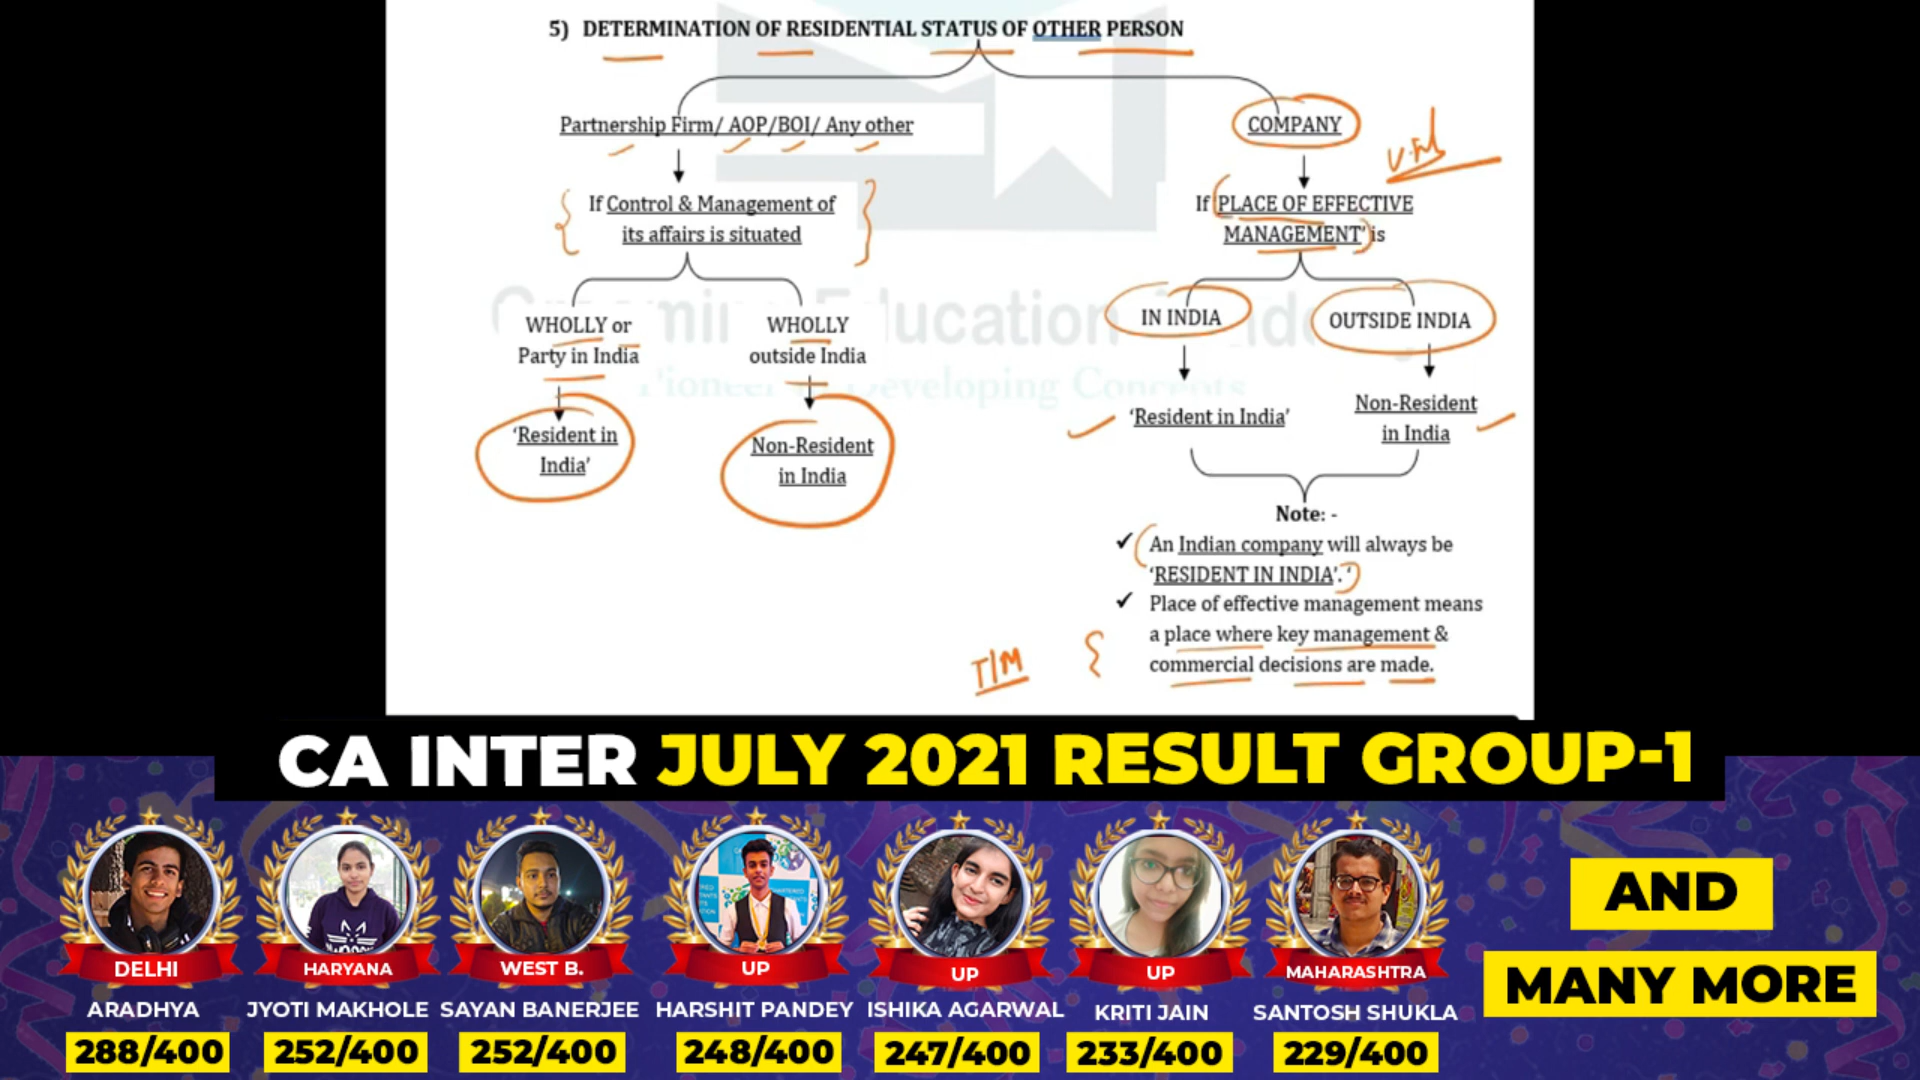 5) DETERMINATION OF RESIDENTIAL STATUS OF OTHER PERSON
Partnership Firm/ AOP/BOI/ Any other
If Control & Management of
its affairs is situated
WHOLLY or
Party in India
'Resident in
India'
WHOLLY
outside India
Non-Resident
in India
COMPANY
If PLACE OF EFFECTIVE
MANAGEMENT' is
IN INDIA
'Resident in India'
OUTSIDE INDIA
Non-Resident
in India
Note: -
✓ An Indian company will always be
'RESIDENT IN INDIA'. '
✓ Place of effective management means
a place where key management &
commercial decisions are made.
T/M
CA INTER JULY 2021 RESULT GROUP-1
DELHI
ARADHYA
288/400
HARYANA
JYOTI MAKHOLE
252/400
WEST B.
SAYAN BANERJEE
252/400
UP
HARSHIT PANDEY
248/400
UP
ISHIKA AGARWAL
247/400
UP
KRITI JAIN
233/400
MAHARASHTRA
SANTOSH SHUKLA
229/400
AND
MANY MORE